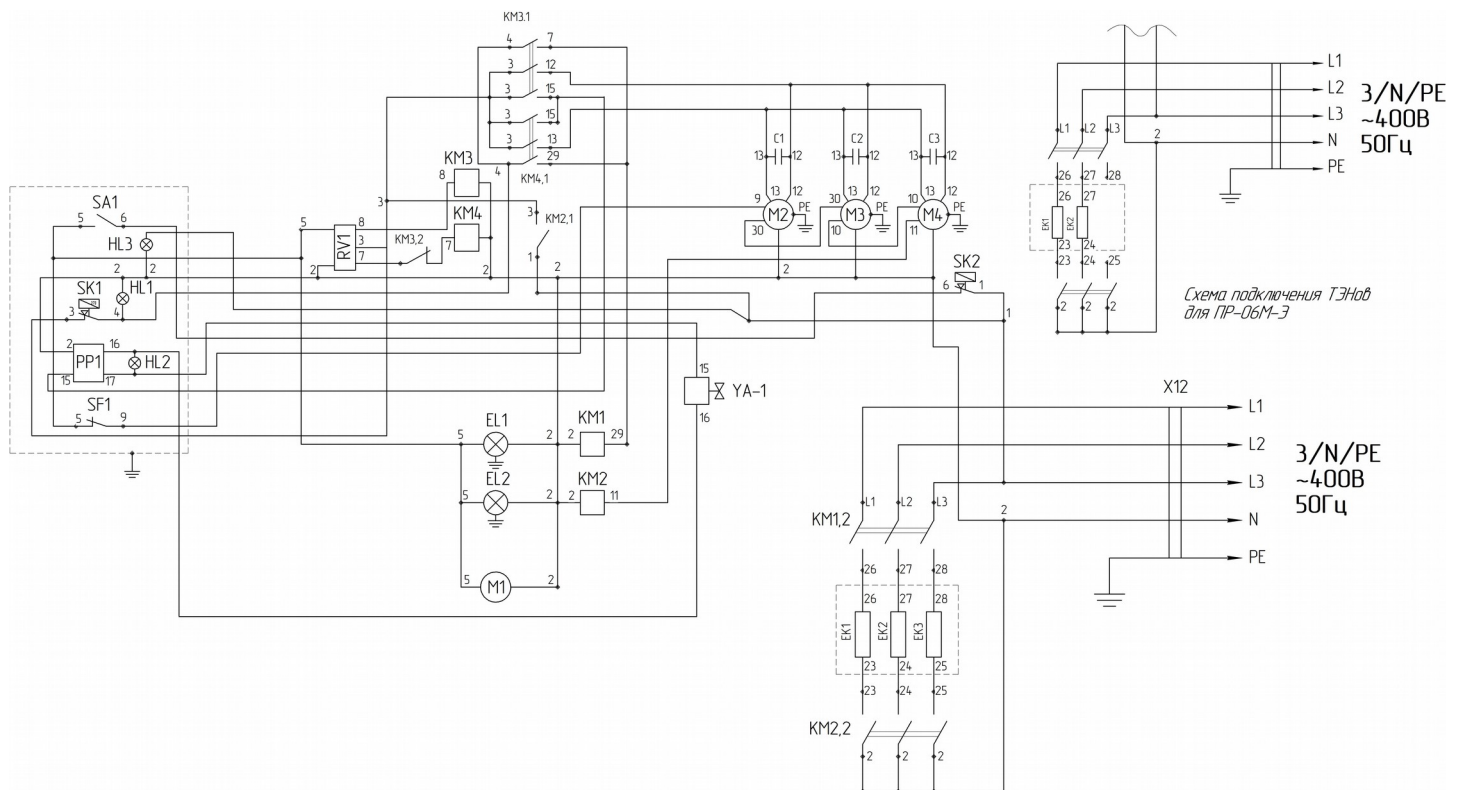 KM3.1
4 7
3 12
3 15
3 15
3 13
4 29
KM4,1
C1 C2 C3
13 12 13 12 13 12
13 12 13 12 13 12
9 M2 PE 30 M3 PE 10 M4 PE
30 10 11
2 2
SA1
5 6
HL3
2 2
SK1
HL1
3 4
2 16
PP1
HL2
15 17
SF1
5 9
KM3
8
KM4
7
5 8
RV1 3
2 7
KM3,2
2
3 3
KM2,1
1
2
SK2
6 1
1
15
YA-1
16
EL1
5 2
KM1
2 29
EL2
5 2
KM2
2 11
5 M1 2
L1
L2
L3
N
PE
3/N/PE
~400В
50Гц
L1 L2 L3
2
26 27 28
26 27
EK1 EK2
23 24
23 24 25
2 2 2
Схема подключения ТЭНов
для ПР-06М-Э
X12
L1
L2
L3
N
PE
3/N/PE
~400В
50Гц
L1 L2 L3
2
KM1,2
26 27 28
26 27 28
EK1 EK2 EK3
23 24 25
23 24 25
KM2,2
2 2 2